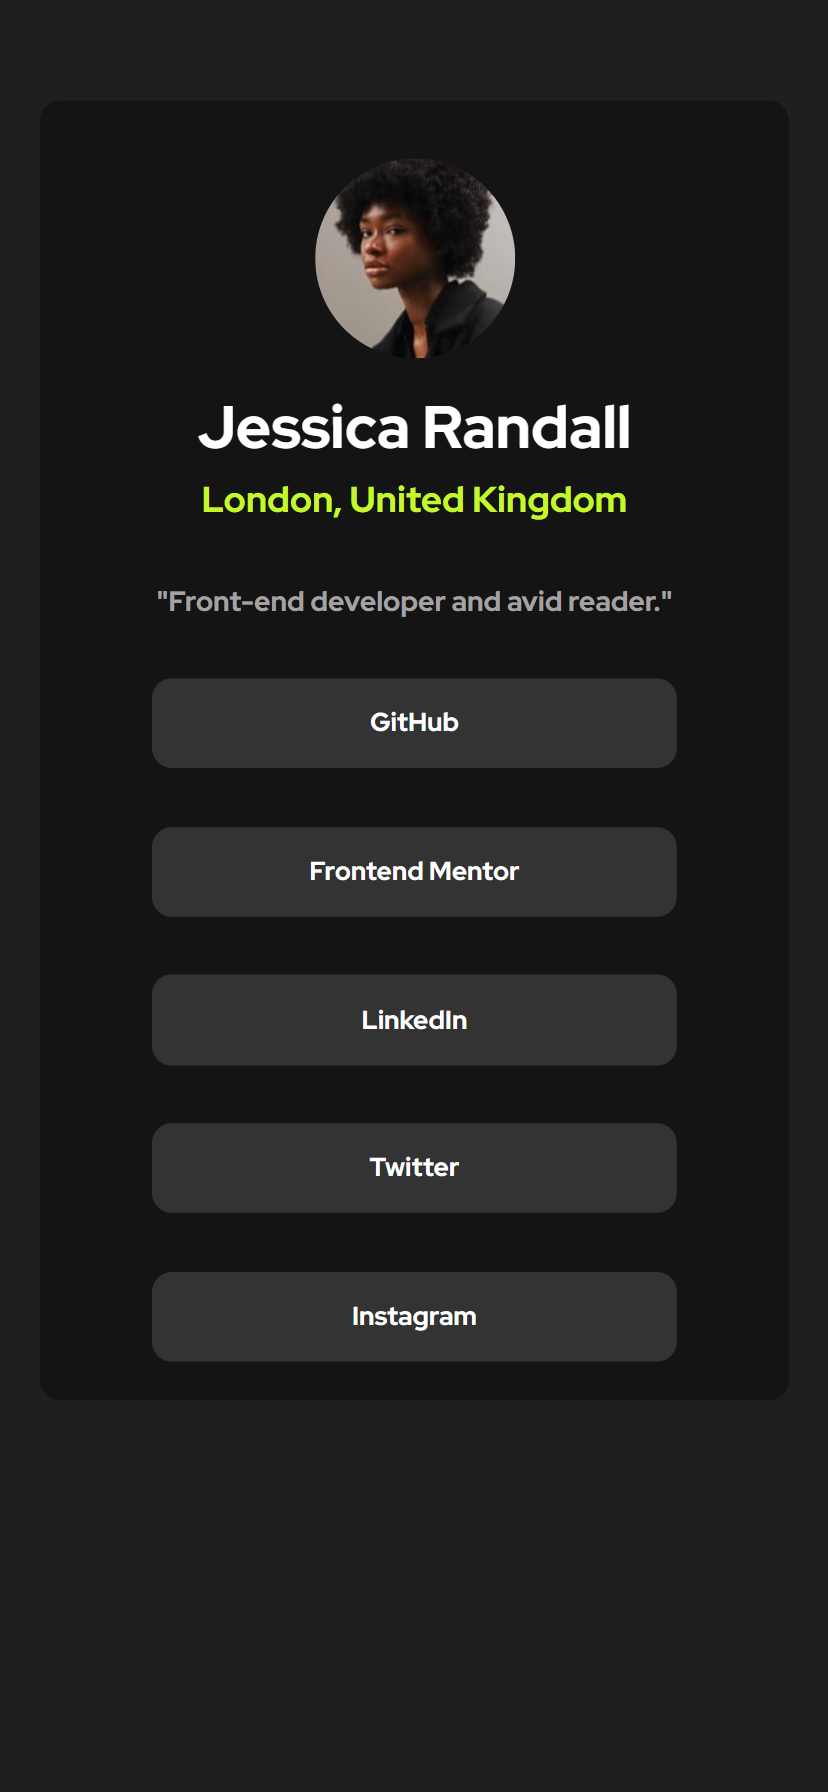 Jessica Randall
London, United Kingdom
"Front-end developer and avid reader."
GitHub
Frontend Mentor
LinkedIn
Twitter
Instagram